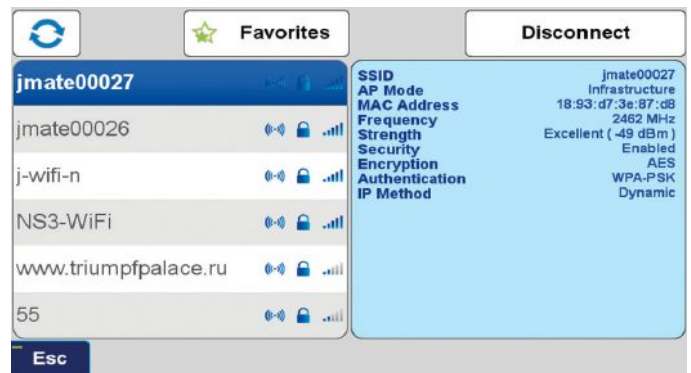 Favorites
Disconnect
jmate00027
jmate00026
j-wifi-n
NS3-WiFi
www.triumpfpalace.ru
55
SSID jmate00027
AP Mode Infrastructure
MAC Address 18:93:d7:3e:87:d8
Frequency 2462 MHz
Strength Excellent ( -49 dBm )
Security Enabled
Encryption AES
Authentication WPA-PSK
IP Method Dynamic
Esc